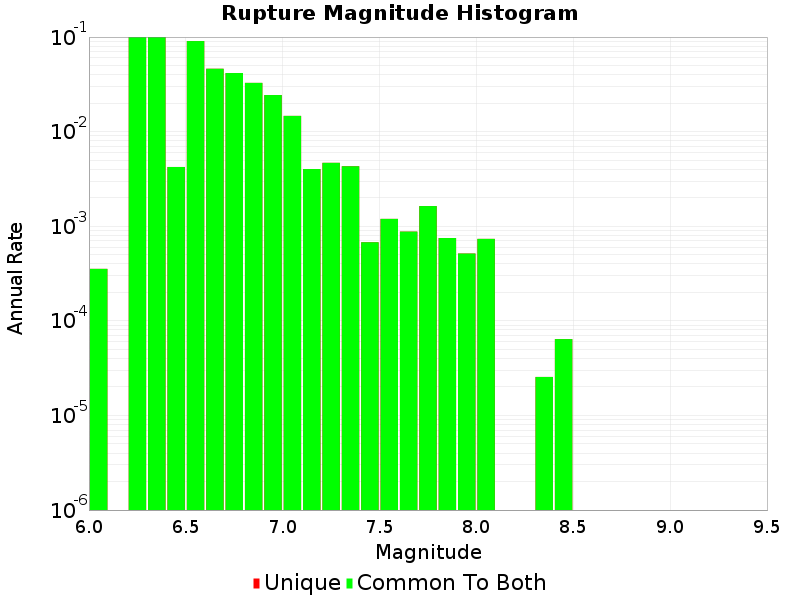 Rupture Magnitude Histogram
10-1
10-2
10-3
10-4
10-5
10-6
Annual Rate
6.0 6.5 7.0 7.5 8.0 8.5 9.0 9.5
Magnitude
Unique Common To Both